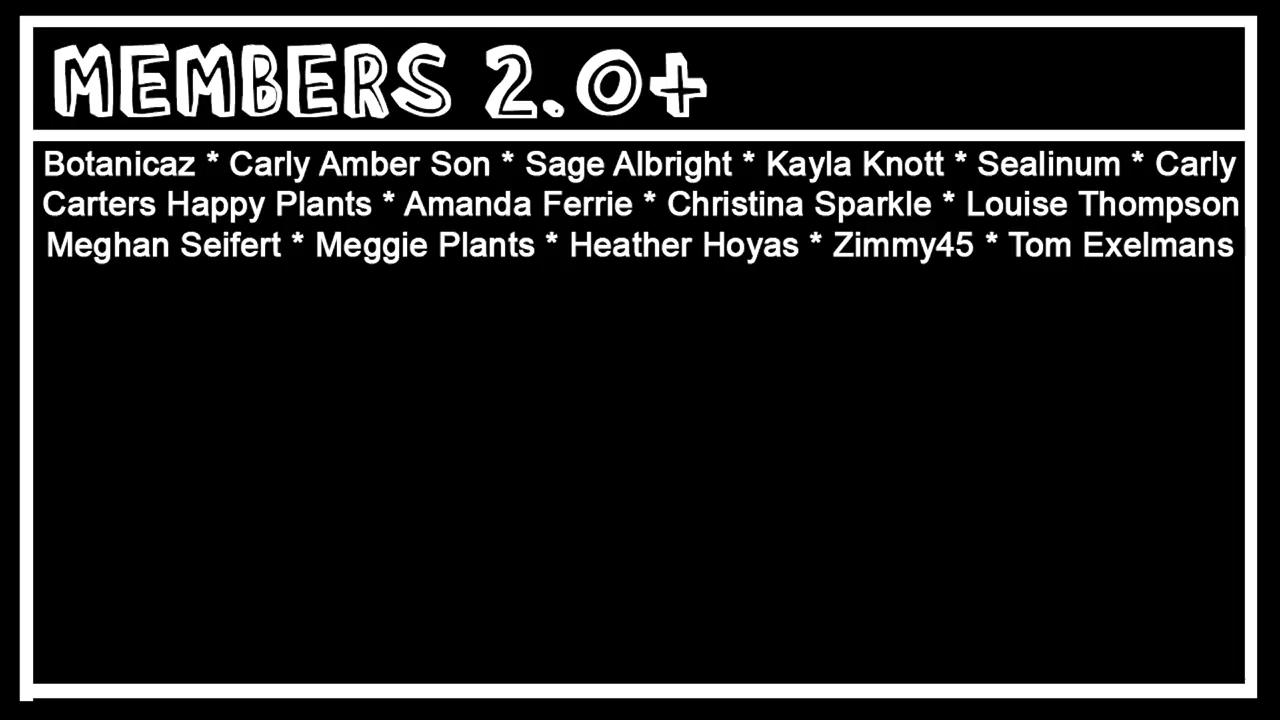 MEMBERS 2.0+
Botanicaz * Carly Amber Son * Sage Albright * Kayla Knott * Sealinum * Carly
Carters Happy Plants * Amanda Ferrie * Christina Sparkle * Louise Thompson
Meghan Seifert * Meggie Plants * Heather Hoyas * Zimmy45 * Tom Exelmans